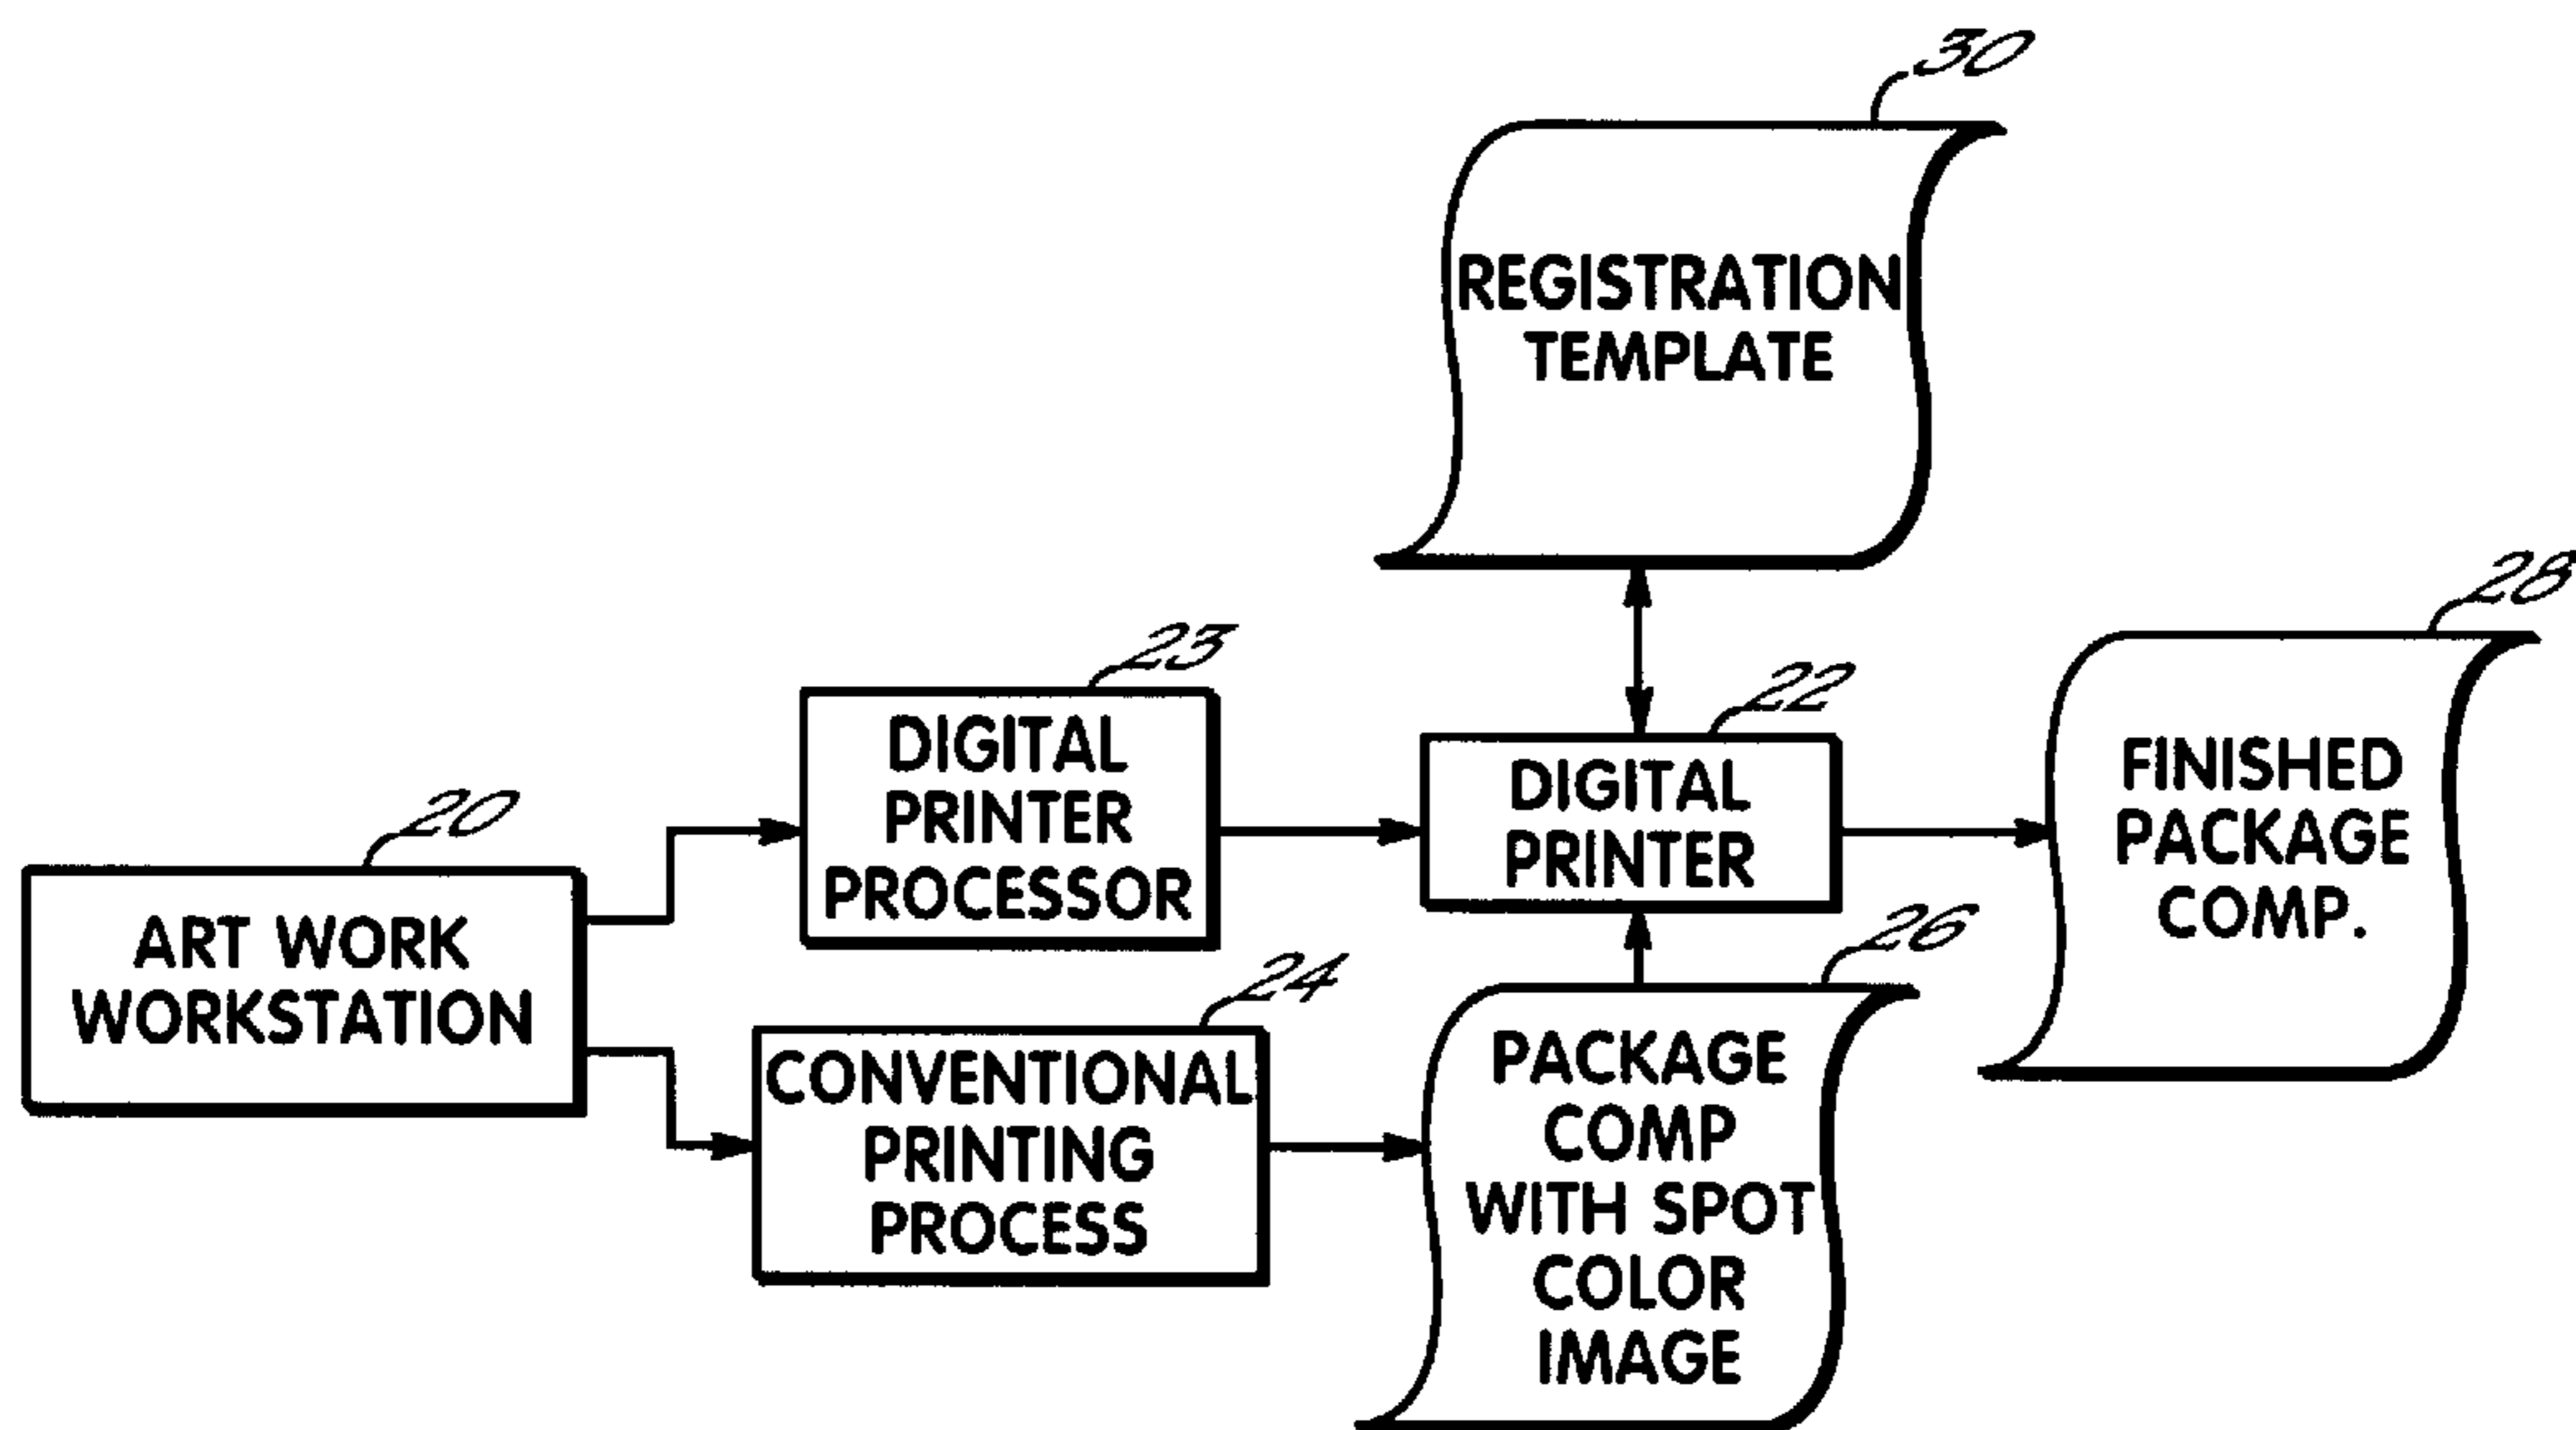 30
REGISTRATION
TEMPLATE
28
23
DIGITAL
PRINTER
PROCESSOR
22
DIGITAL
PRINTER
FINISHED
PACKAGE
COMP.
20
ART WORK
WORKSTATION
24
CONVENTIONAL
PRINTING
PROCESS
26
PACKAGE
COMP
WITH SPOT
COLOR
IMAGE